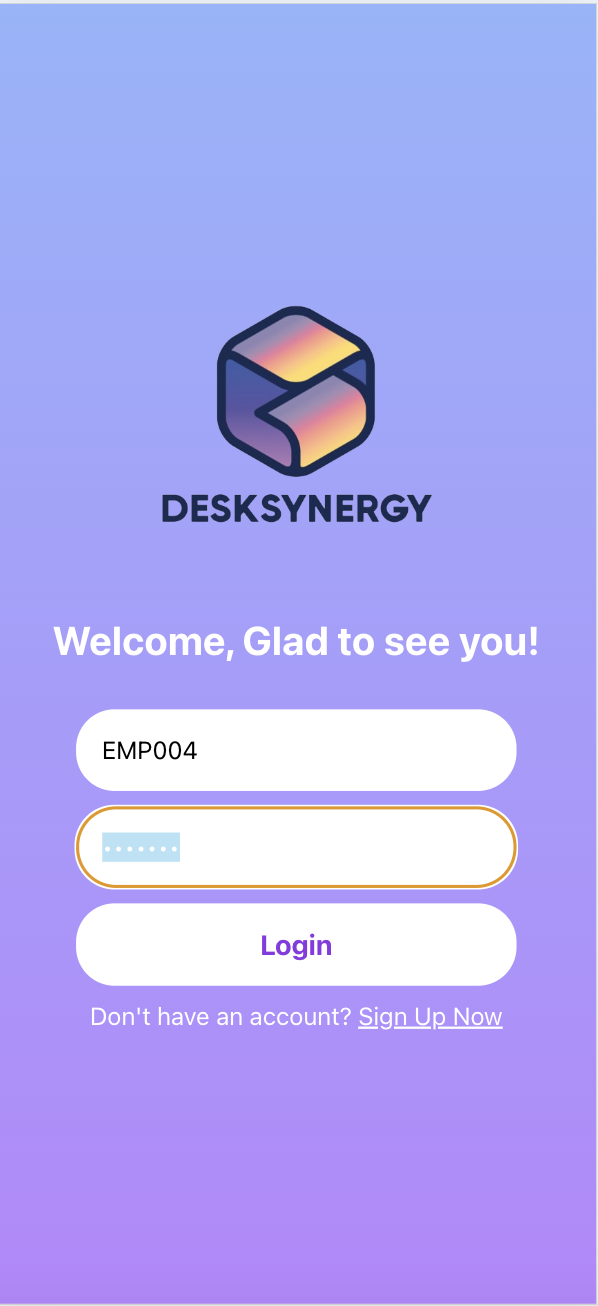 DESKSYNERGY
Welcome, Glad to see you!
EMP004
•••••••
Login
Don't have an account? Sign Up Now